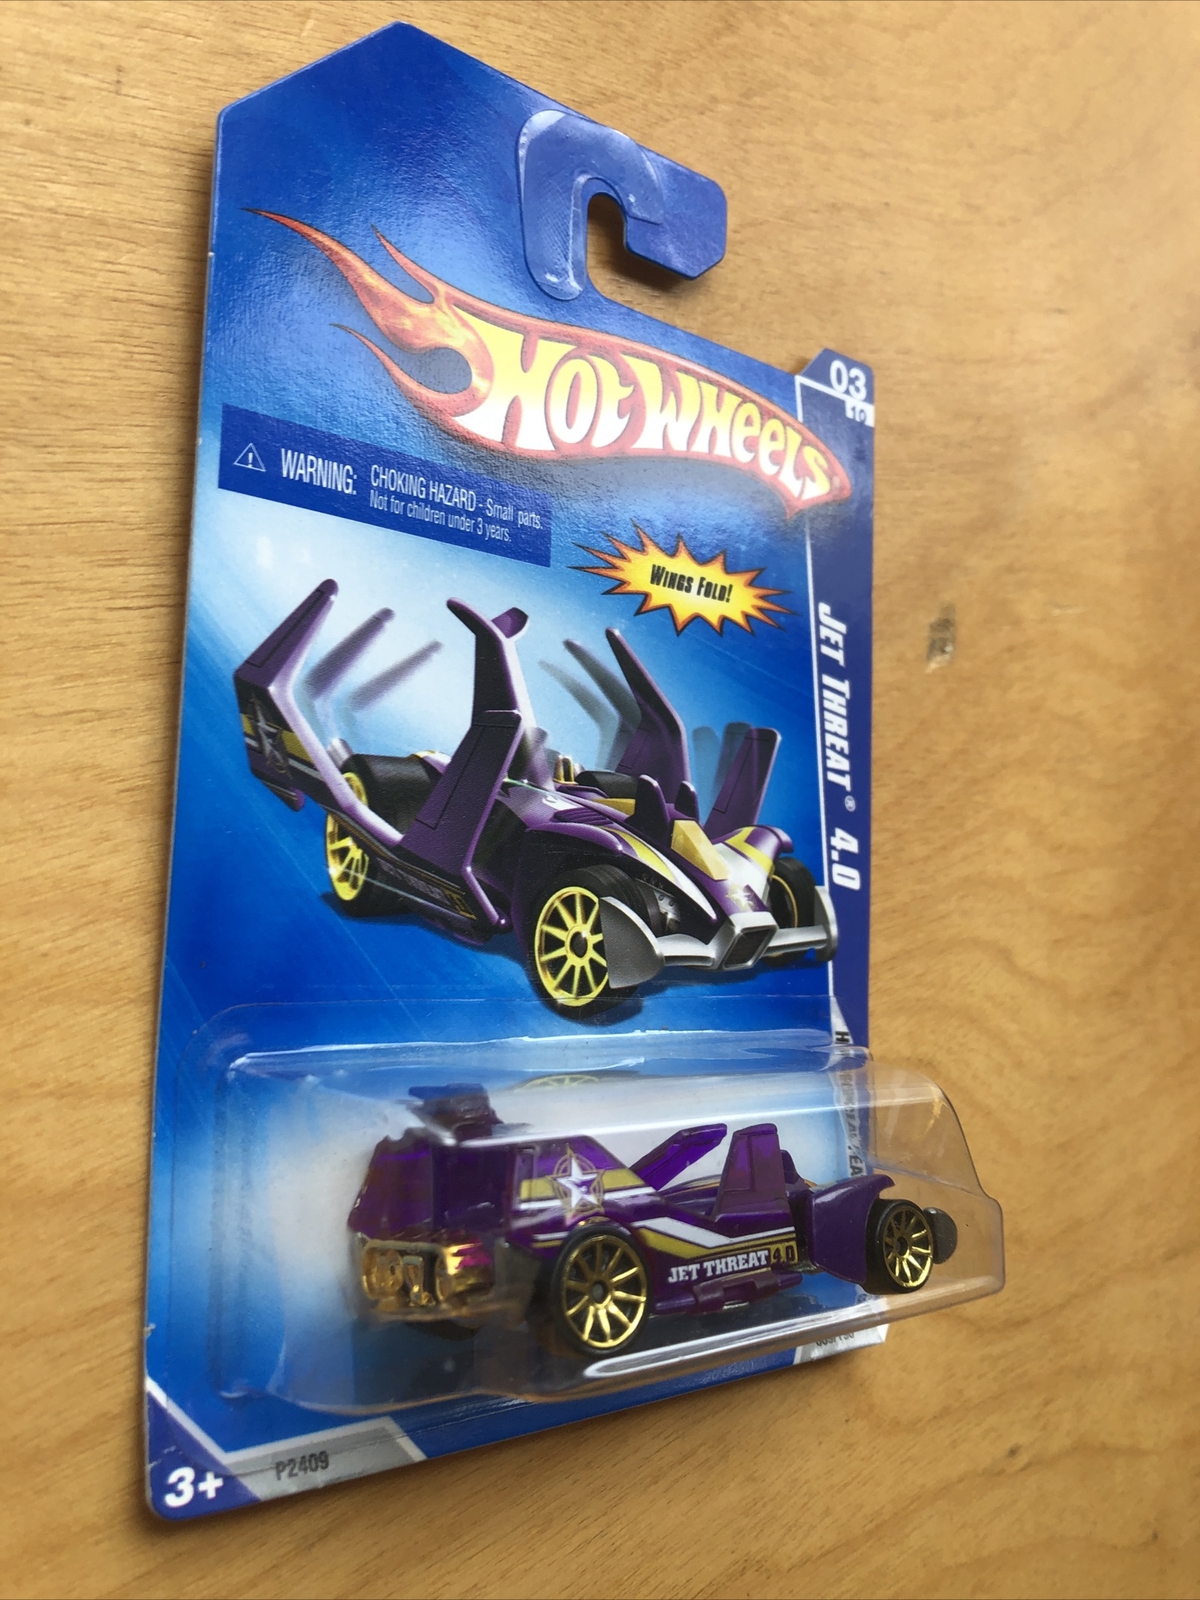 HOT WHEELS®
03
10
⚠ WARNING: CHOKING HAZARD - Small parts.
Not for children under 3 years.
WINGS FOLD!
JET THREAT® 4.0
JET THREAT 4.0
P2409
3+